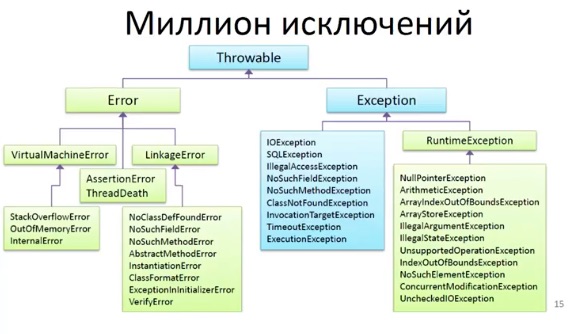 Миллион исключений
Throwable
Error
Exception
VirtualMachineError
LinkageError
RuntimeException
AssertionError
ThreadDeath
StackOverflowError
OutOfMemoryError
InternalError
NoClassDefFoundError
NoSuchFieldError
NoSuchMethodError
AbstractMethodError
InstantiationError
ClassFormatError
ExceptionInInitializerError
VerifyError
IOException
SQLException
IllegalAccessException
NoSuchFieldException
NoSuchMethodException
ClassNotFoundException
InvocationTargetException
TimeoutException
ExecutionException
NullPointerException
ArithmeticException
ArrayIndexOutOfBoundsException
ArrayStoreException
IllegalArgumentException
IllegalStateException
UnsupportedOperationException
IndexOutOfBoundsException
NoSuchElementException
ConcurrentModificationException
UncheckedIOException
15